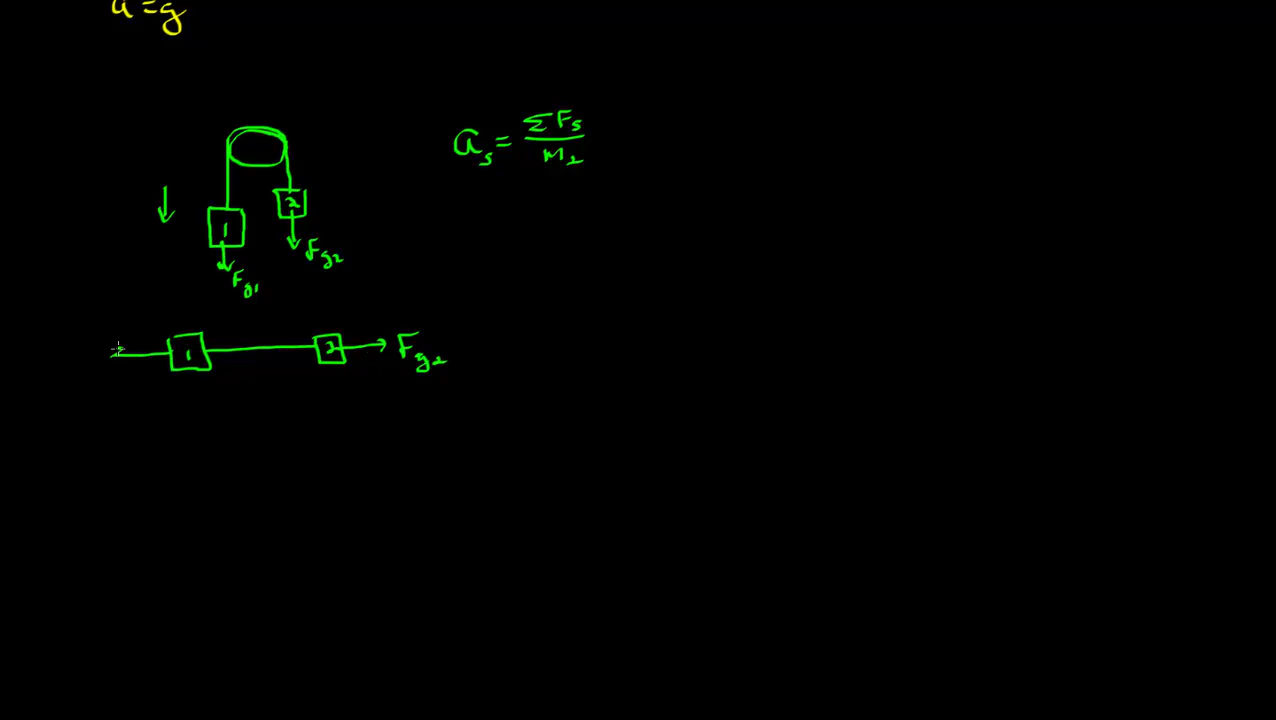 a = g
a_s = ΣF_s / m_2
2
1
F_g2
F_g1
1
2
F_g2